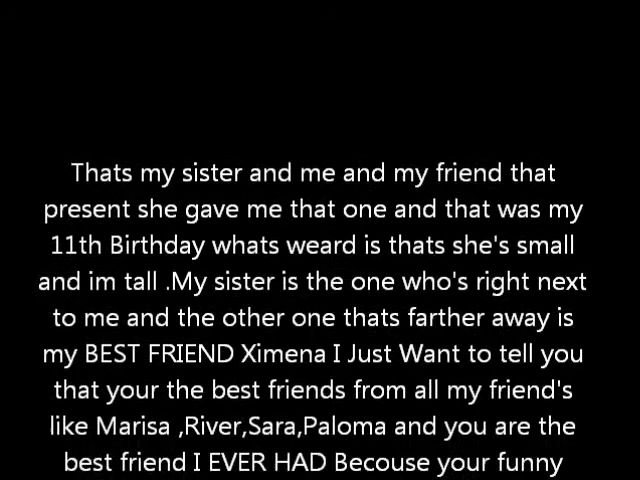 Thats my sister and me and my friend that
present she gave me that one and that was my
11th Birthday whats weard is thats she's small
and im tall .My sister is the one who's right next
to me and the other one thats farther away is
my BEST FRIEND Ximena I Just Want to tell you
that your the best friends from all my friend's
like Marisa ,River,Sara,Paloma and you are the
best friend I EVER HAD Becouse your funny